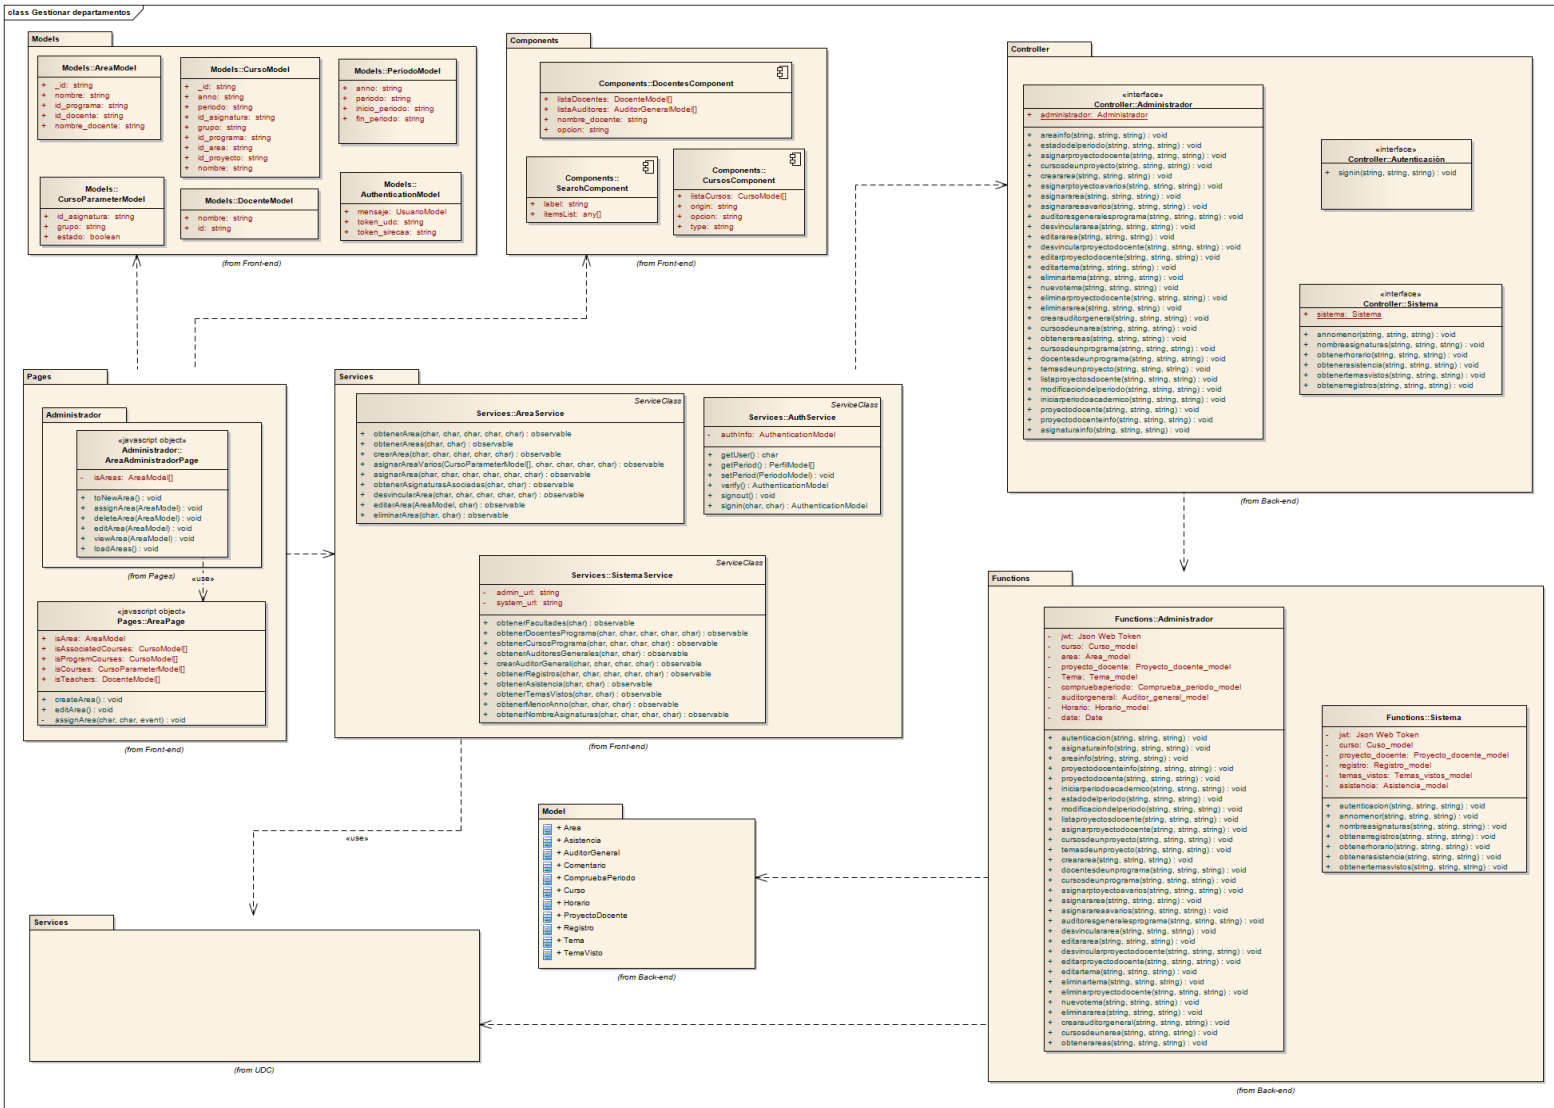 class Gestionar departamentos
Models
Models::AreaModel
+ _id: string
+ nombre: string
+ id_programa: string
+ id_docente: string
+ nombre_docente: string
Models::CursoModel
+ _id: string
+ anno: string
+ periodo: string
+ id_asignatura: string
+ grupo: string
+ id_programa: string
+ id_area: string
+ id_proyecto: string
+ nombre: string
Models::PeriodoModel
+ anno: string
+ periodo: string
+ inicio_periodo: string
+ fin_periodo: string
Models::
CursoParameterModel
+ id_asignatura: string
+ grupo: string
+ estado: boolean
Models::DocenteModel
+ nombre: string
+ id: string
Models::
AuthenticationModel
+ mensaje: UsuarioModel
+ token_udc: string
+ token_sirecaa: string
(from Front-end)
Components
Components::DocentesComponent
+ listaDocentes: DocenteModel[]
+ listaAuditores: AuditorGeneralModel[]
+ nombre_docente: string
+ opcion: string
Components::
SearchComponent
+ label: string
+ itemsList: any[]
Components::
CursosComponent
+ listaCursos: CursoModel[]
+ origin: string
+ opcion: string
+ type: string
(from Front-end)
Controller
«interface»
Controller::Administrador
+ administrador: Administrador
+ areainfo(string, string, string) : void
+ estadodelperiodo(string, string, string) : void
+ asignarproyectodocente(string, string, string) : void
+ cursosdeunproyecto(string, string, string) : void
+ creararea(string, string, string) : void
+ asignarptoyectoavarios(string, string, string) : void
+ asignararea(string, string, string) : void
+ asignarareaavarios(string, string, string) : void
+ auditoresgeneralesprograma(string, string, string) : void
+ desvinculararea(string, string, string) : void
+ editararea(string, string, string) : void
+ desvincularproyectodocente(string, string, string) : void
+ editarproyectodocente(string, string, string) : void
+ editartema(string, string, string) : void
+ eliminartema(string, string, string) : void
+ nuevotema(string, string, string) : void
+ eliminarproyectodocente(string, string, string) : void
+ eliminararea(string, string, string) : void
+ crearauditorgeneral(string, string, string) : void
+ cursosdeunarea(string, string, string) : void
+ obtenerareas(string, string, string) : void
+ cursosdeunprograma(string, string, string) : void
+ docentesdeunprograma(string, string, string) : void
+ temasdeunproyecto(string, string, string) : void
+ listaproyectosdocente(string, string, string) : void
+ modificaciondelperiodo(string, string, string) : void
+ iniciarperiodoacademico(string, string, string) : void
+ proyectodocente(string, string, string) : void
+ proyectodocenteinfo(string, string, string) : void
+ asignaturainfo(string, string, string) : void
«interface»
Controller::Autenticación
+ signin(string, string, string) : void
«interface»
Controller::Sistema
+ sistema: Sistema
+ annomenor(string, string, string) : void
+ nombreasignaturas(string, string, string) : void
+ obtenerhorario(string, string, string) : void
+ obtenerasistencia(string, string, string) : void
+ obtenertemasvistos(string, string, string) : void
+ obtenerregistros(string, string, string) : void
(from Back-end)
Pages
Administrador
«javascript object»
Administrador::
AreaAdministradorPage
- isAreas: AreaModel[]
+ toNewArea() : void
+ assignArea(AreaModel) : void
+ deleteArea(AreaModel) : void
+ editArea(AreaModel) : void
+ viewArea(AreaModel) : void
+ loadAreas() : void
(from Pages)
«use»
«javascript object»
Pages::AreaPage
+ isArea: AreaModel
+ isAssociatedCourses: CursoModel[]
+ isProgramCourses: CursoModel[]
+ isCourses: CursoParameterModel[]
+ isTeachers: DocenteModel[]
+ createArea() : void
+ editArea() : void
- assignArea(char, char, event) : void
(from Front-end)
Services
ServiceClass
Services::AreaService
+ obtenerArea(char, char, char, char, char) : observable
+ obtenerAreas(char, char) : observable
+ crearArea(char, char, char, char, char) : observable
+ asignarAreaVarios(CursoParameterModel[], char, char, char, char) : observable
+ asignarArea(char, char, char, char, char) : observable
+ obtenerAsignaturasAsociadas(char, char, char) : observable
+ desvincularArea(char, char, char, char, char) : observable
+ editarArea(AreaModel, char) : observable
+ eliminarArea(char, char) : observable
ServiceClass
Services::AuthService
- authInfo: AuthenticationModel
+ getUser() : char
+ getPeriod() : PerfilModel[]
+ setPeriod(PeriodoModel) : void
+ verify() : AuthenticationModel
+ signout() : void
+ signin(char, char) : AuthenticationModel
ServiceClass
Services::SistemaService
- admin_url: string
- system_url: string
+ obtenerFacultades(char) : observable
+ obtenerDocentesPrograma(char, char, char, char, char) : observable
+ obtenerCursosPrograma(char, char, char, char, char) : observable
+ obtenerAuditoresGenerales(char, char, char) : observable
+ crearAuditorGeneral(char, char, char, char) : observable
+ obtenerRegistros(char, char, char, char) : observable
+ obtenerAsistencia(char, char, char) : observable
+ obtenerTemasVistos(char, char) : observable
+ obtenerMenorAnno(char, char, char) : observable
+ obtenerNombreAsignaturas(char, char, char, char) : observable
(from Front-end)
«use»
Functions
Functions::Administrador
- jwt: Json Web Token
- curso: Curso_model
- area: Area_model
- proyecto_docente: Proyecto_docente_model
- Tema: Tema_model
- compruebaperiodo: Comprueba_periodo_model
- auditorgeneral: Auditor_general_model
- Horario: Horario_model
- date: Date
+ autenticacion(string, string, string) : void
+ asignaturainfo(string, string, string) : void
+ areainfo(string, string, string) : void
+ proyectodocenteinfo(string, string, string) : void
+ proyectodocente(string, string, string) : void
+ iniciarperiodoacademico(string, string, string) : void
+ estadodelperiodo(string, string, string) : void
+ modificaciondelperiodo(string, string, string) : void
+ listaproyectosdocente(string, string, string) : void
+ asignarproyectodocente(string, string, string) : void
+ cursosdeunproyecto(string, string, string) : void
+ temasdeunproyecto(string, string, string) : void
+ creararea(string, string, string) : void
+ docentesdeunprograma(string, string, string) : void
+ cursosdeunprograma(string, string, string) : void
+ asignarptoyectoavarios(string, string, string) : void
+ asignararea(string, string, string) : void
+ asignarareaavarios(string, string, string) : void
+ auditoresgeneralesprograma(string, string, string) : void
+ desvinculararea(string, string, string) : void
+ editararea(string, string, string) : void
+ desvincularproyectodocente(string, string, string) : void
+ editarproyectodocente(string, string, string) : void
+ editartema(string, string, string) : void
+ eliminartema(string, string, string) : void
+ eliminarproyectodocente(string, string, string) : void
+ nuevotema(string, string, string) : void
+ eliminararea(string, string, string) : void
+ crearauditorgeneral(string, string, string) : void
+ cursosdeunarea(string, string, string) : void
+ obtenerareas(string, string, string) : void
Functions::Sistema
- jwt: Json Web Token
- curso: Cuso_model
- proyecto_docente: Proyecto_docente_model
- registro: Registro_model
- temas_vistos: Temas_vistos_model
- asistencia: Asistencia_model
+ autenticacion(string, string, string) : void
+ annomenor(string, string, string) : void
+ nombreasignaturas(string, string, string) : void
+ obtenerregistros(string, string, string) : void
+ obtenerhorario(string, string, string) : void
+ obtenerasistencia(string, string, string) : void
+ obtenertemasvistos(string, string, string) : void
(from Back-end)
Model
+ Area
+ Asistencia
+ AuditorGeneral
+ Comentario
+ CompruebaPeriodo
+ Curso
+ Horario
+ ProyectoDocente
+ Registro
+ Tema
+ TemaVisto
(from Back-end)
Services
(from UDC)